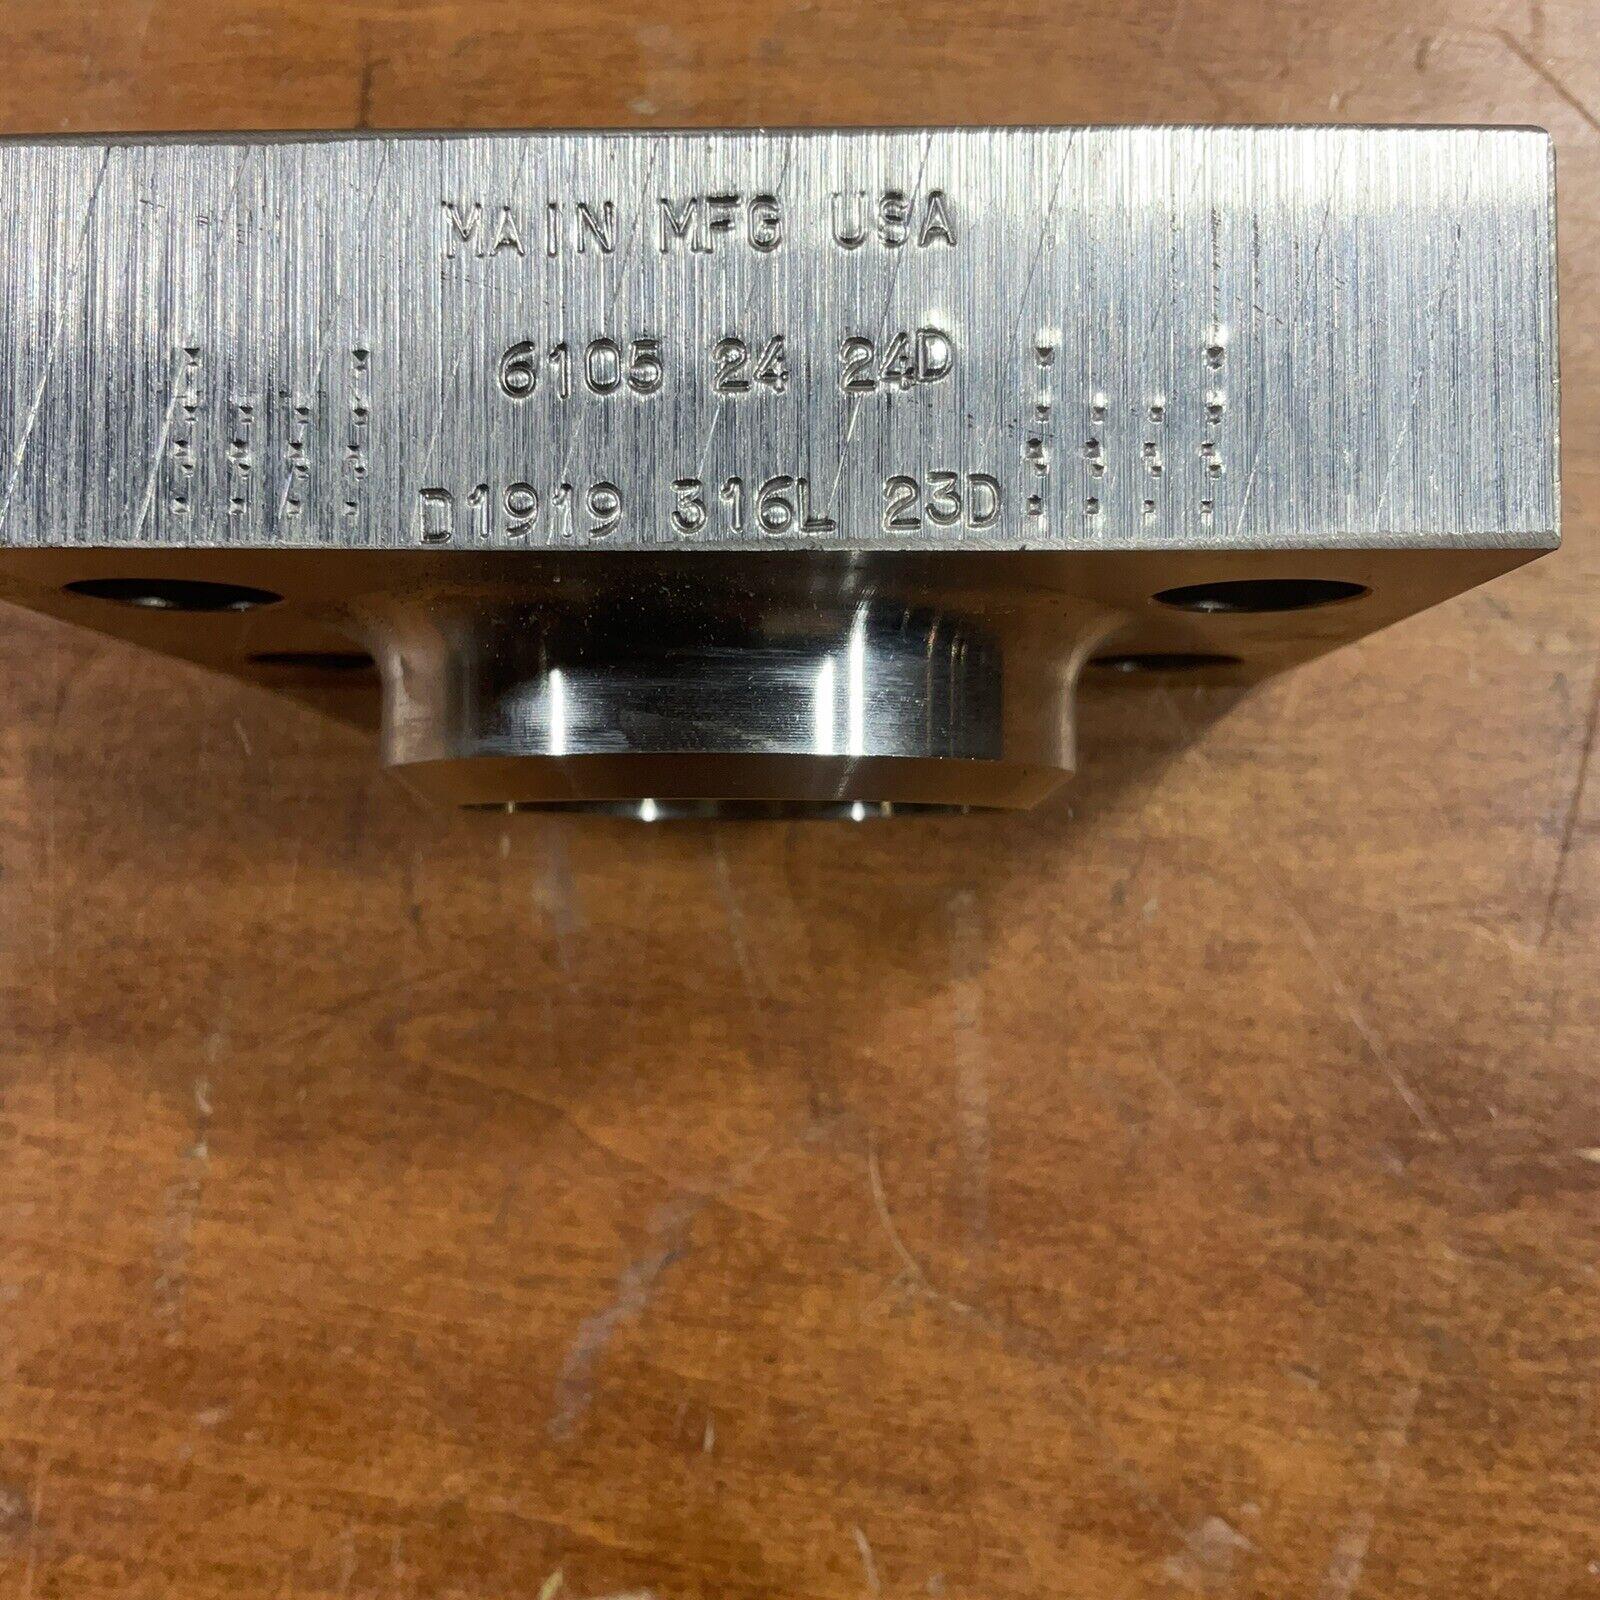 MAIN MFG USA
6105 24 24D
D1919 316L 23D